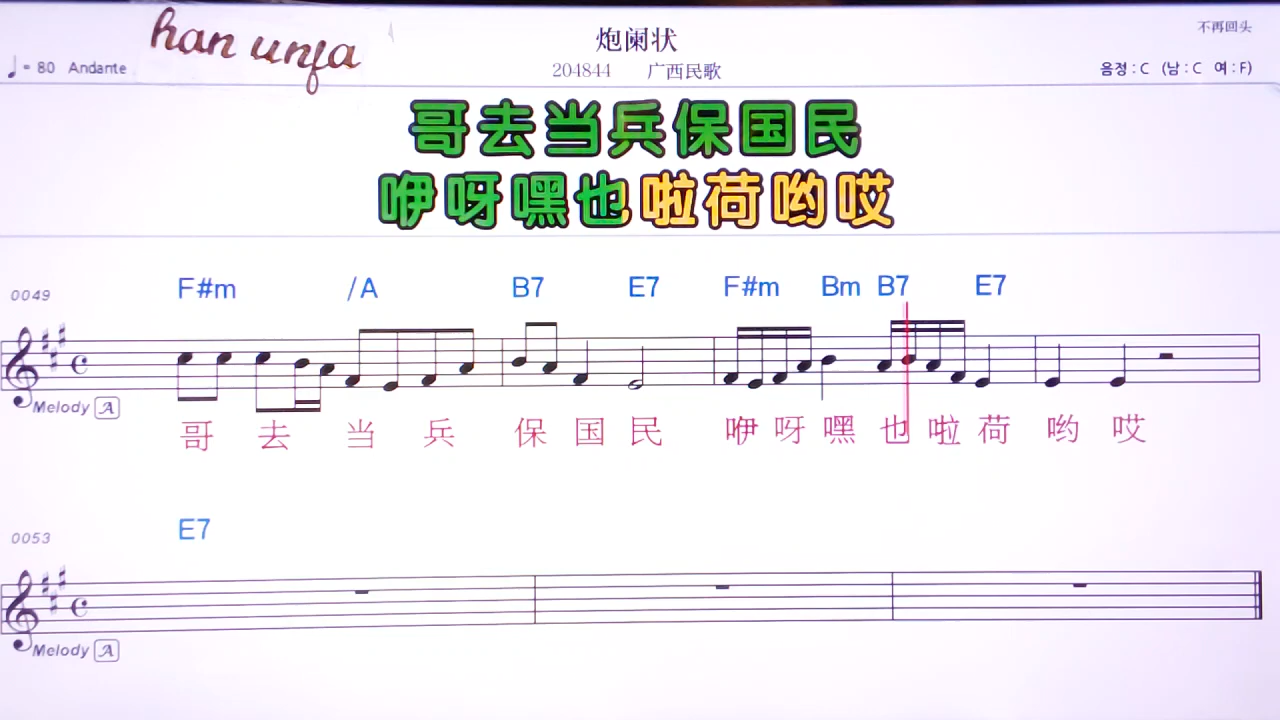 han unfa
炮阑状
不再回头
♩= 80 Andante
204844 广西民歌
음정 : C (남 : C 여 : F)
哥去当兵保国民
咿呀嘿也啦荷哟哎
0049 F#m /A B7 E7 F#m Bm B7 E7
Melody A
哥 去 当 兵 保 国 民 咿 呀 嘿 也 啦 荷 哟 哎
0053 E7
Melody A